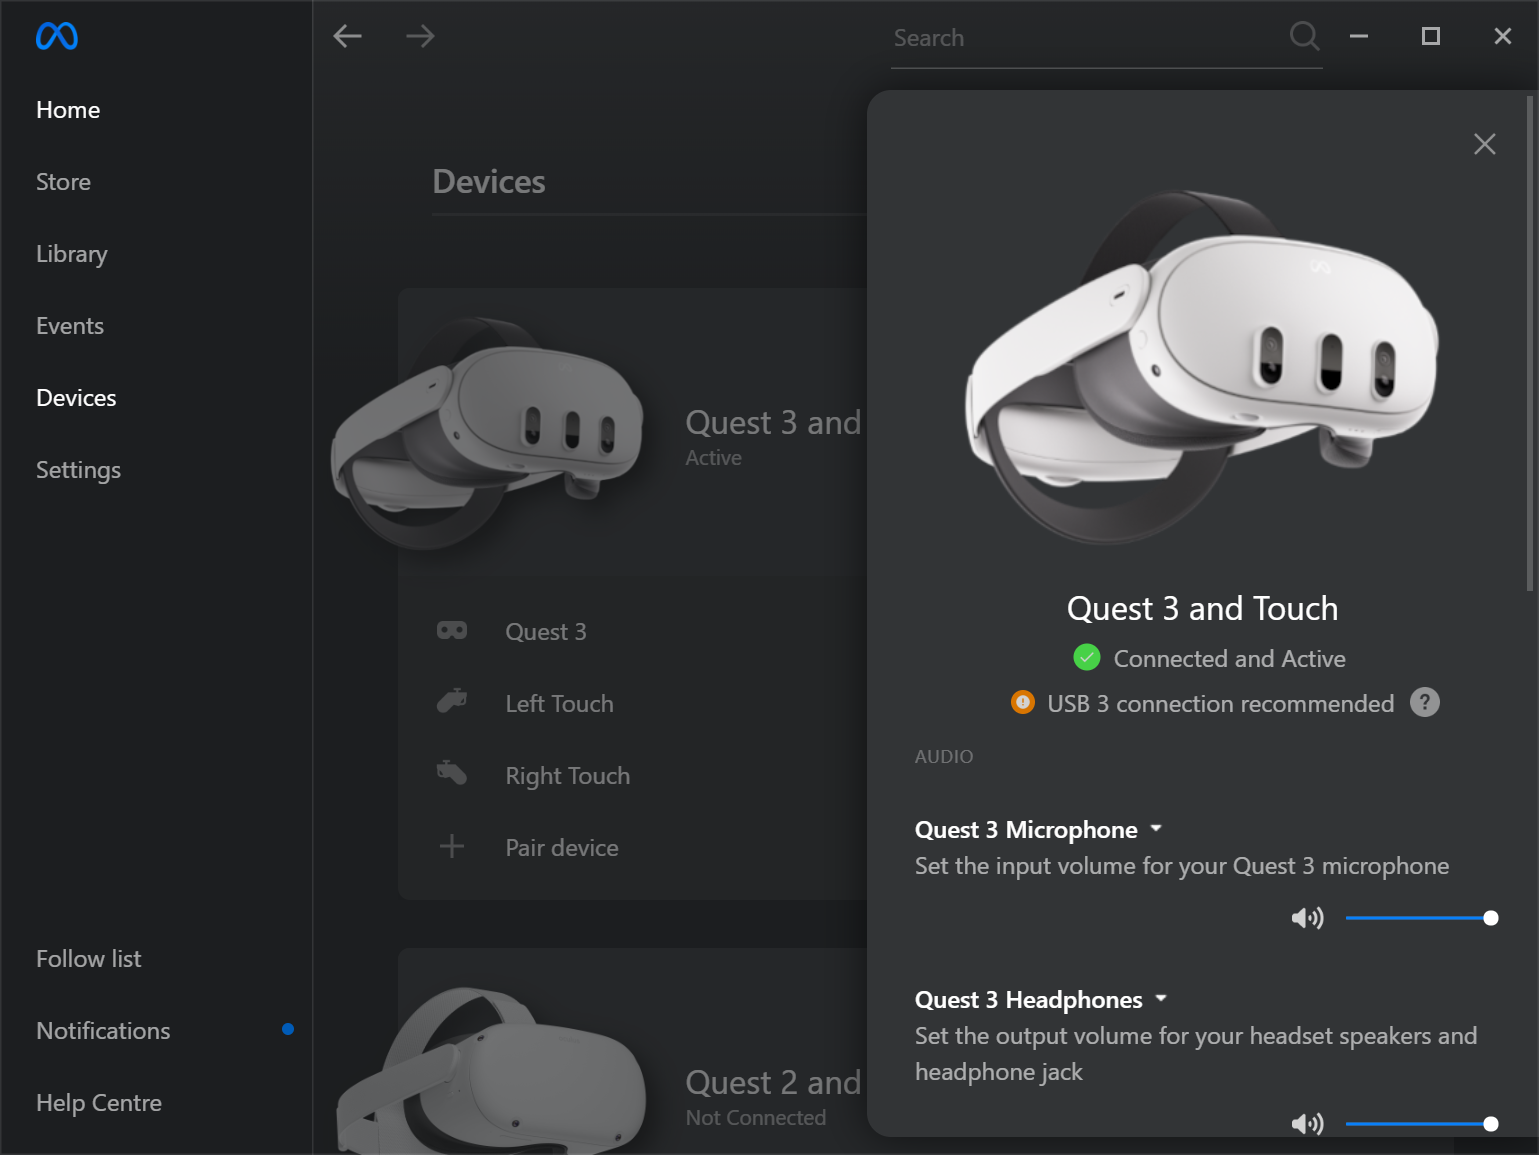 Search
Home
Store
Library
Events
Devices
Settings
Follow list
Notifications
Help Centre
Devices
Quest 3 and
Active
Quest 3
Left Touch
Right Touch
Pair device
Quest 2 and
Not Connected
Quest 3 and Touch
Connected and Active
USB 3 connection recommended ?
AUDIO
Quest 3 Microphone
Set the input volume for your Quest 3 microphone
Quest 3 Headphones
Set the output volume for your headset speakers and
headphone jack